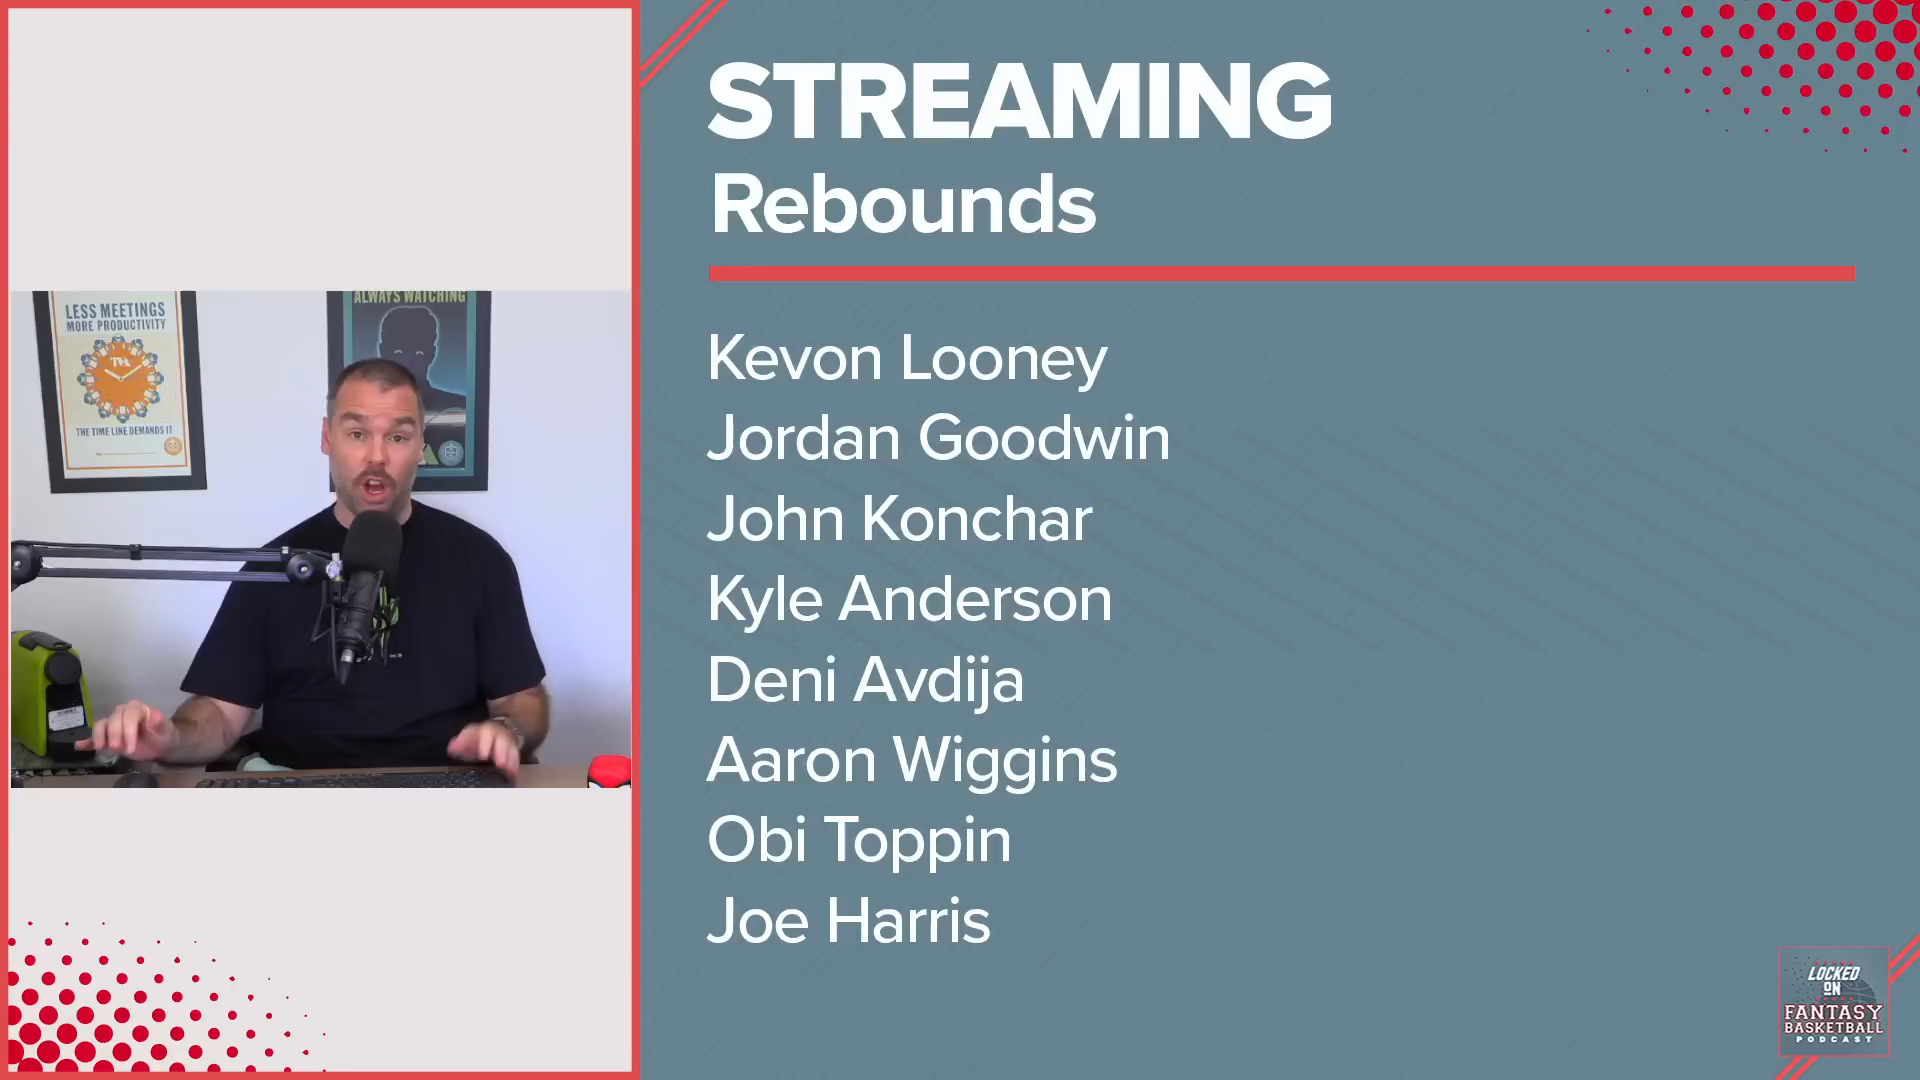 STREAMING
Rebounds
Kevon Looney
Jordan Goodwin
John Konchar
Kyle Anderson
Deni Avdija
Aaron Wiggins
Obi Toppin
Joe Harris
LESS MEETINGS
MORE PRODUCTIVITY
THE TIME LINE DEMANDS IT
ALWAYS WATCHING
LOCKED
ON
FANTASY
BASKETBALL
PODCAST